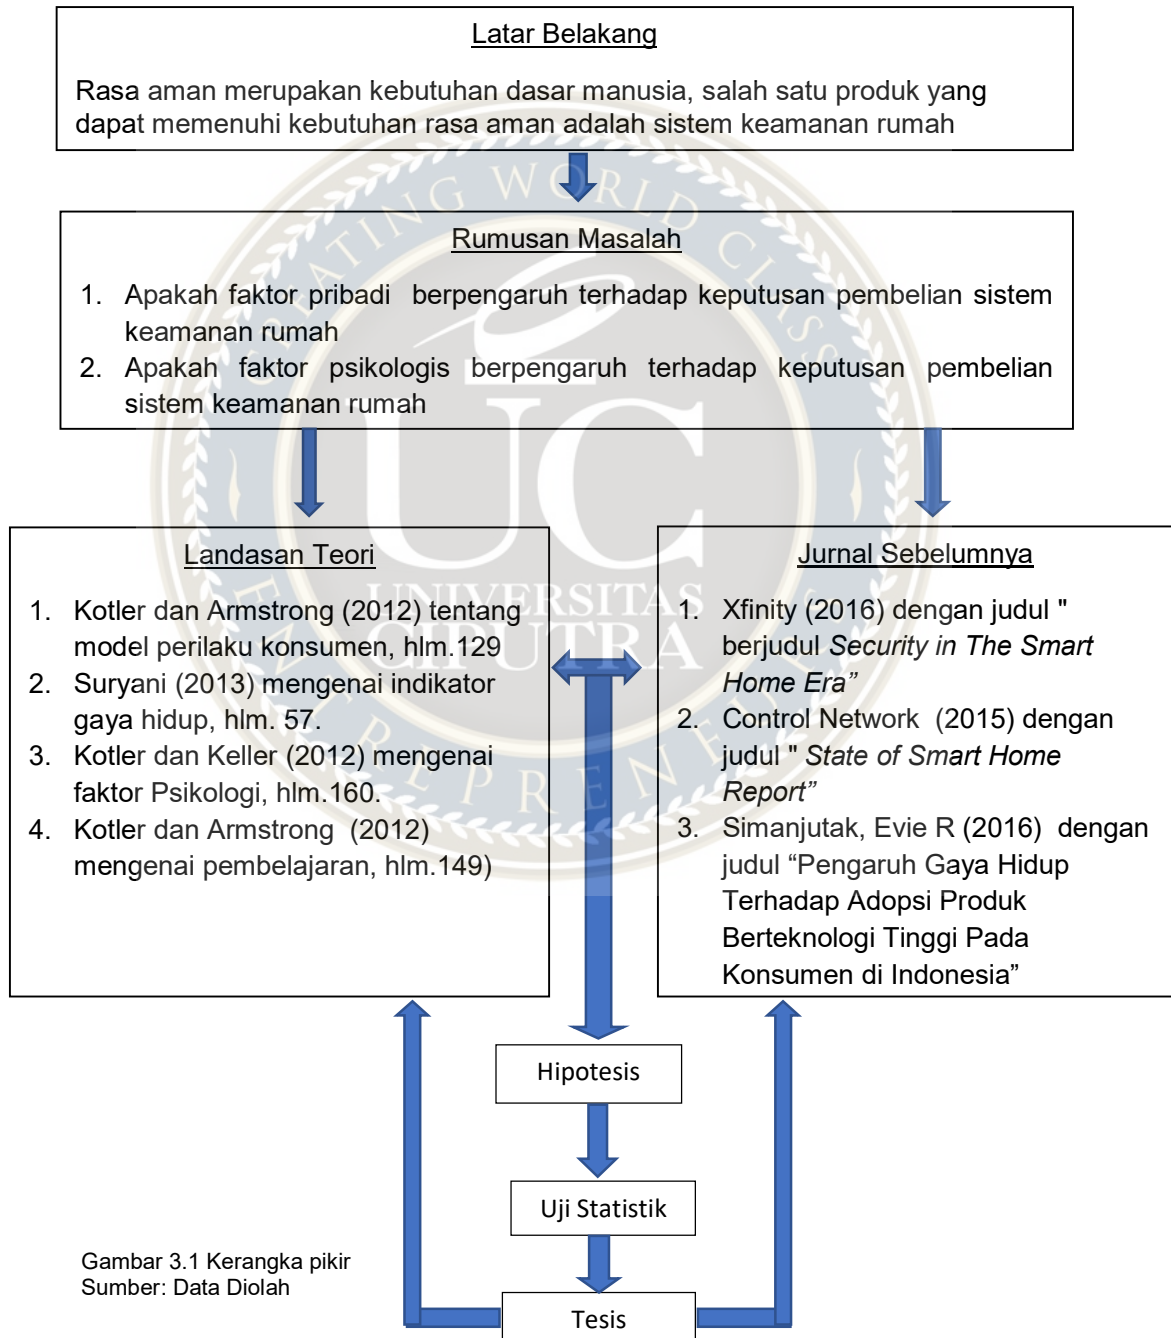 Latar Belakang
Rasa aman merupakan kebutuhan dasar manusia, salah satu produk yang
dapat memenuhi kebutuhan rasa aman adalah sistem keamanan rumah
CREATING WORLD CLASS
Rumusan Masalah
1. Apakah faktor pribadi berpengaruh terhadap keputusan pembelian sistem
keamanan rumah
2. Apakah faktor psikologis berpengaruh terhadap keputusan pembelian
sistem keamanan rumah
UC
UNIVERSITAS
CIPUTRA
ENTREPRENEURS
Landasan Teori
1. Kotler dan Armstrong (2012) tentang
model perilaku konsumen, hlm.129
2. Suryani (2013) mengenai indikator
gaya hidup, hlm. 57.
3. Kotler dan Keller (2012) mengenai
faktor Psikologi, hlm.160.
4. Kotler dan Armstrong (2012)
mengenai pembelajaran, hlm.149)
Jurnal Sebelumnya
1. Xfinity (2016) dengan judul "
berjudul Security in The Smart
Home Era”
2. Control Network (2015) dengan
judul " State of Smart Home
Report”
3. Simanjutak, Evie R (2016) dengan
judul “Pengaruh Gaya Hidup
Terhadap Adopsi Produk
Berteknologi Tinggi Pada
Konsumen di Indonesia”
Hipotesis
Uji Statistik
Tesis
Gambar 3.1 Kerangka pikir
Sumber: Data Diolah